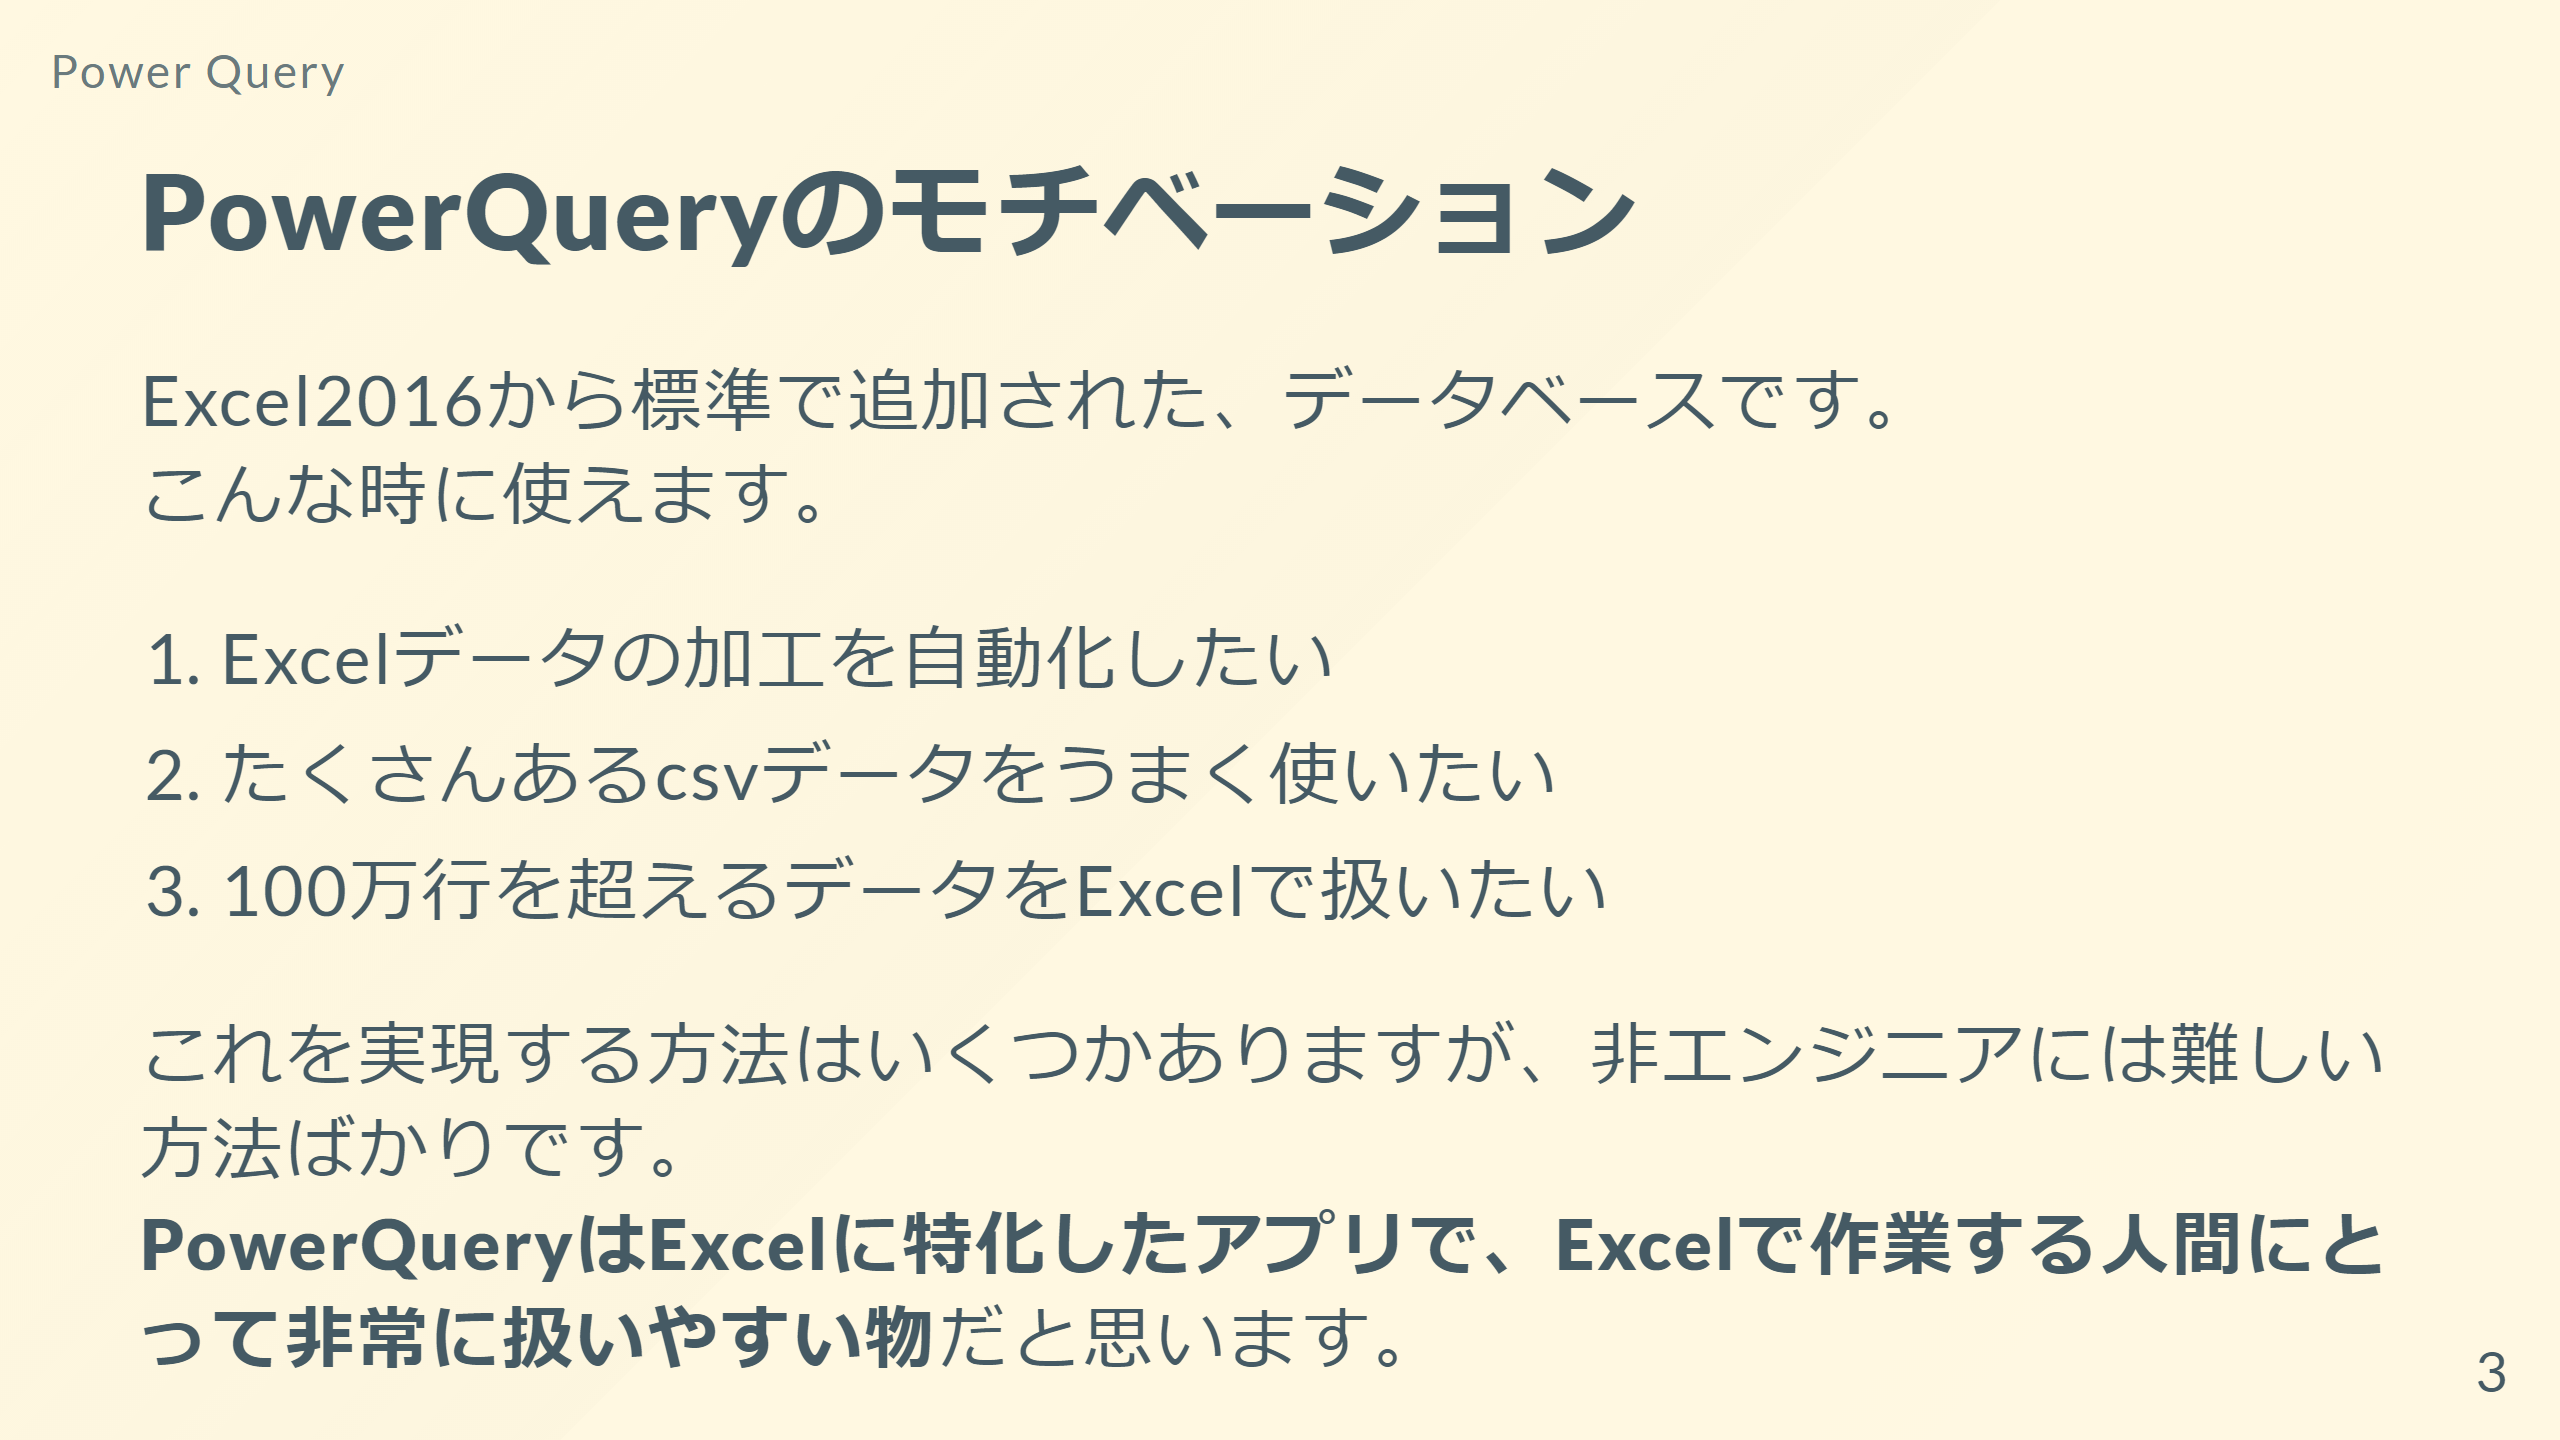 Power Query
PowerQueryのモチベーション
Excel2016から標準で追加された、データベースです。
こんな時に使えます。
1. Excelデータの加工を自動化したい
2. たくさんあるcsvデータをうまく使いたい
3. 100万行を超えるデータをExcelで扱いたい
これを実現する方法はいくつかありますが、非エンジニアには難しい
方法ばかりです。
PowerQueryはExcelに特化したアプリで、Excelで作業する人間にと
って非常に扱いやすい物だと思います。
3